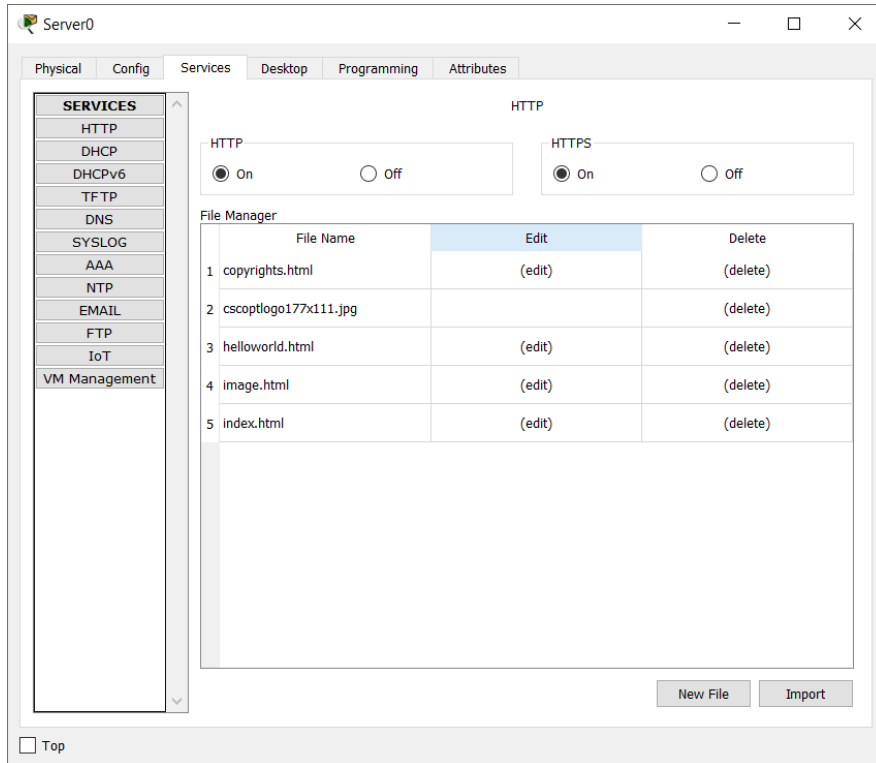 Server0
Physical Config Services Desktop Programming Attributes
SERVICES
HTTP
DHCP
DHCPv6
TFTP
DNS
SYSLOG
AAA
NTP
EMAIL
FTP
IoT
VM Management
HTTP
HTTP
On Off
HTTPS
On Off
File Manager
File Name Edit Delete
1 copyrights.html (edit) (delete)
2 cscoptlogo177x111.jpg (delete)
3 helloworld.html (edit) (delete)
4 image.html (edit) (delete)
5 index.html (edit) (delete)
New File Import
Top